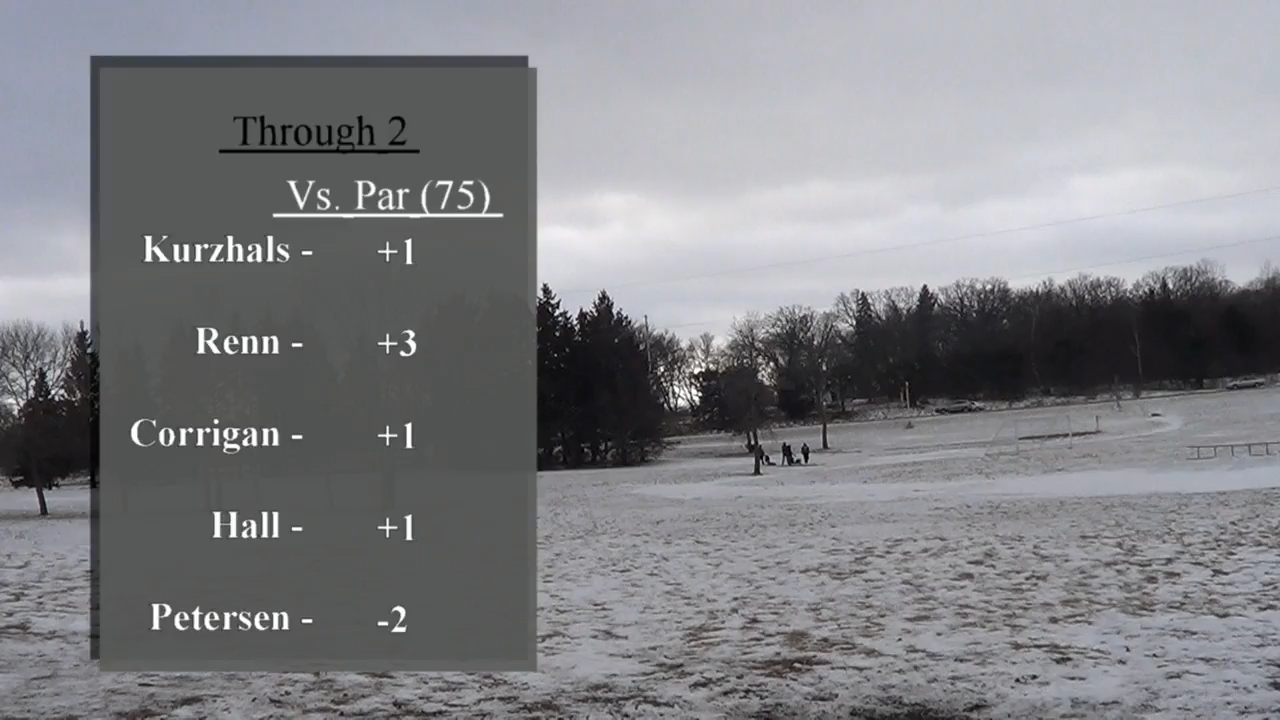 Through 2
Vs. Par (75)
Kurzhals - +1
Renn - +3
Corrigan - +1
Hall - +1
Petersen - -2